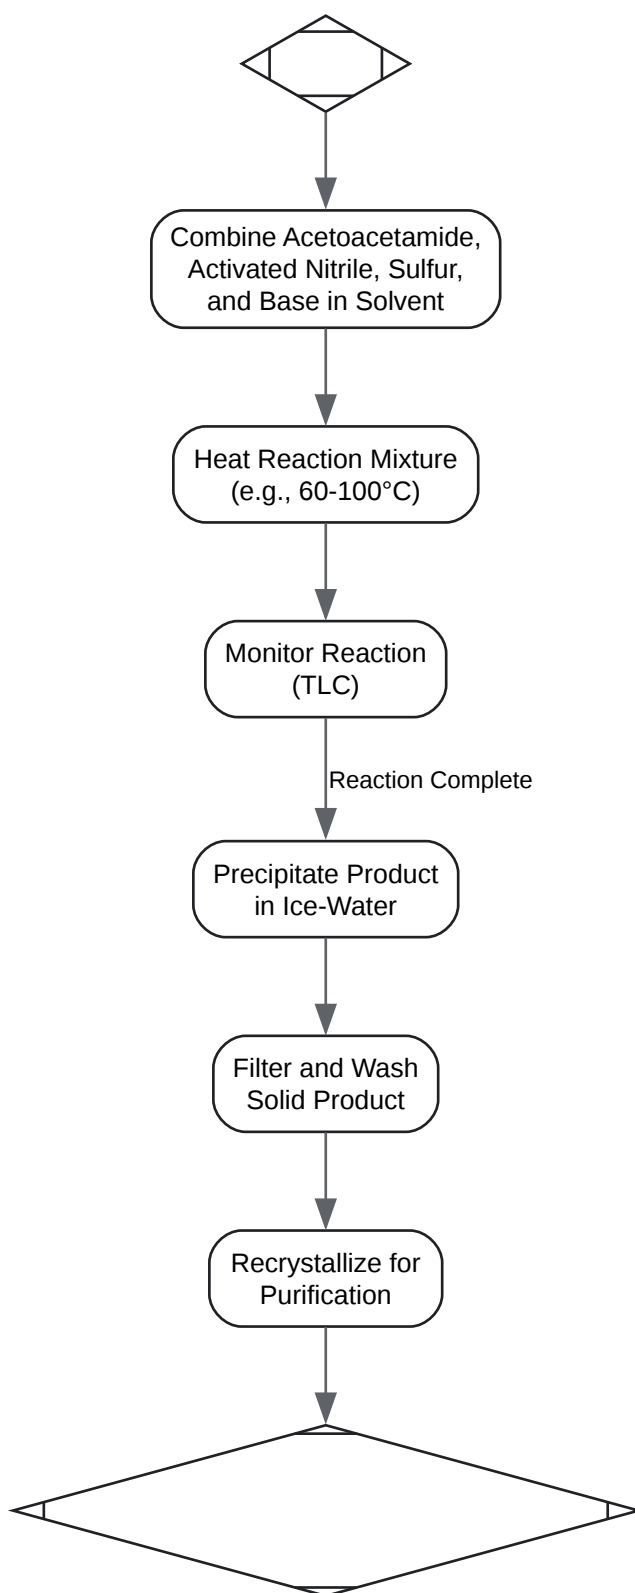 Combine Acetoacetamide,
Activated Nitrile, Sulfur,
and Base in Solvent
Heat Reaction Mixture
(e.g., 60-100°C)
Monitor Reaction
(TLC)
Reaction Complete
Precipitate Product
in Ice-Water
Filter and Wash
Solid Product
Recrystallize for
Purification